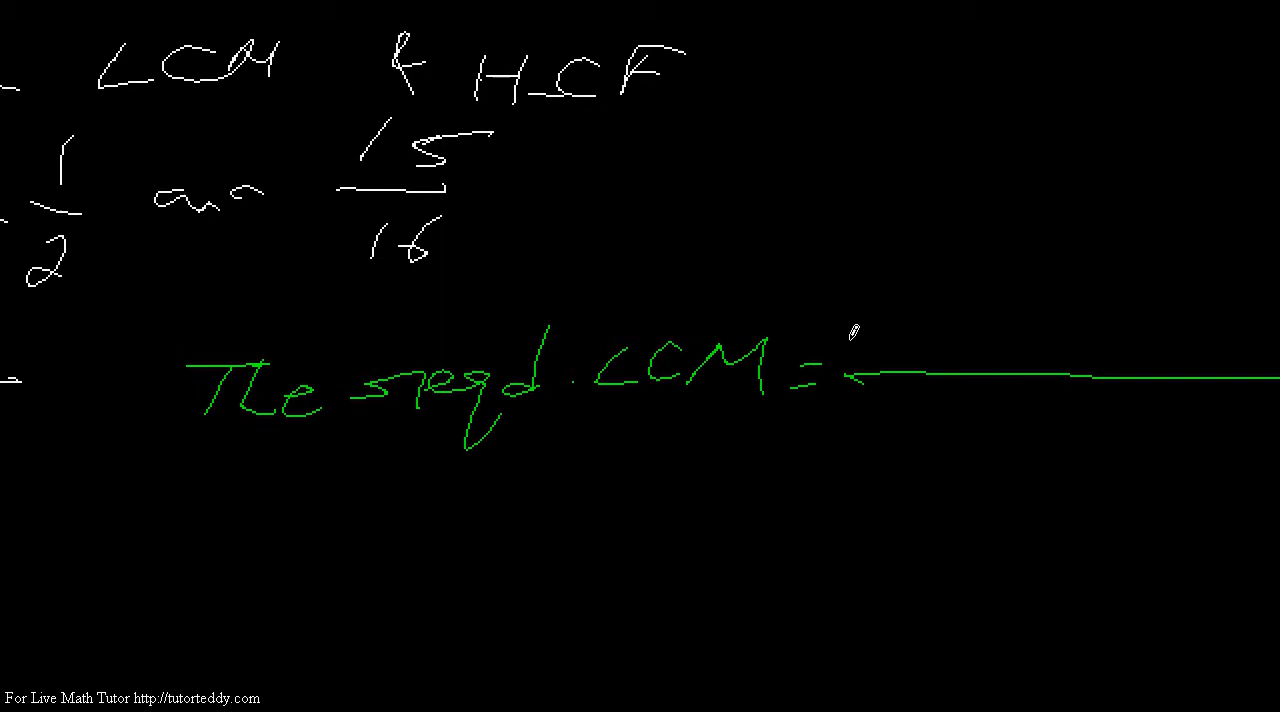 LCM & HCF
1/2 and 15/16
The reqd. LCM =
For Live Math Tutor http://tutorteddy.com